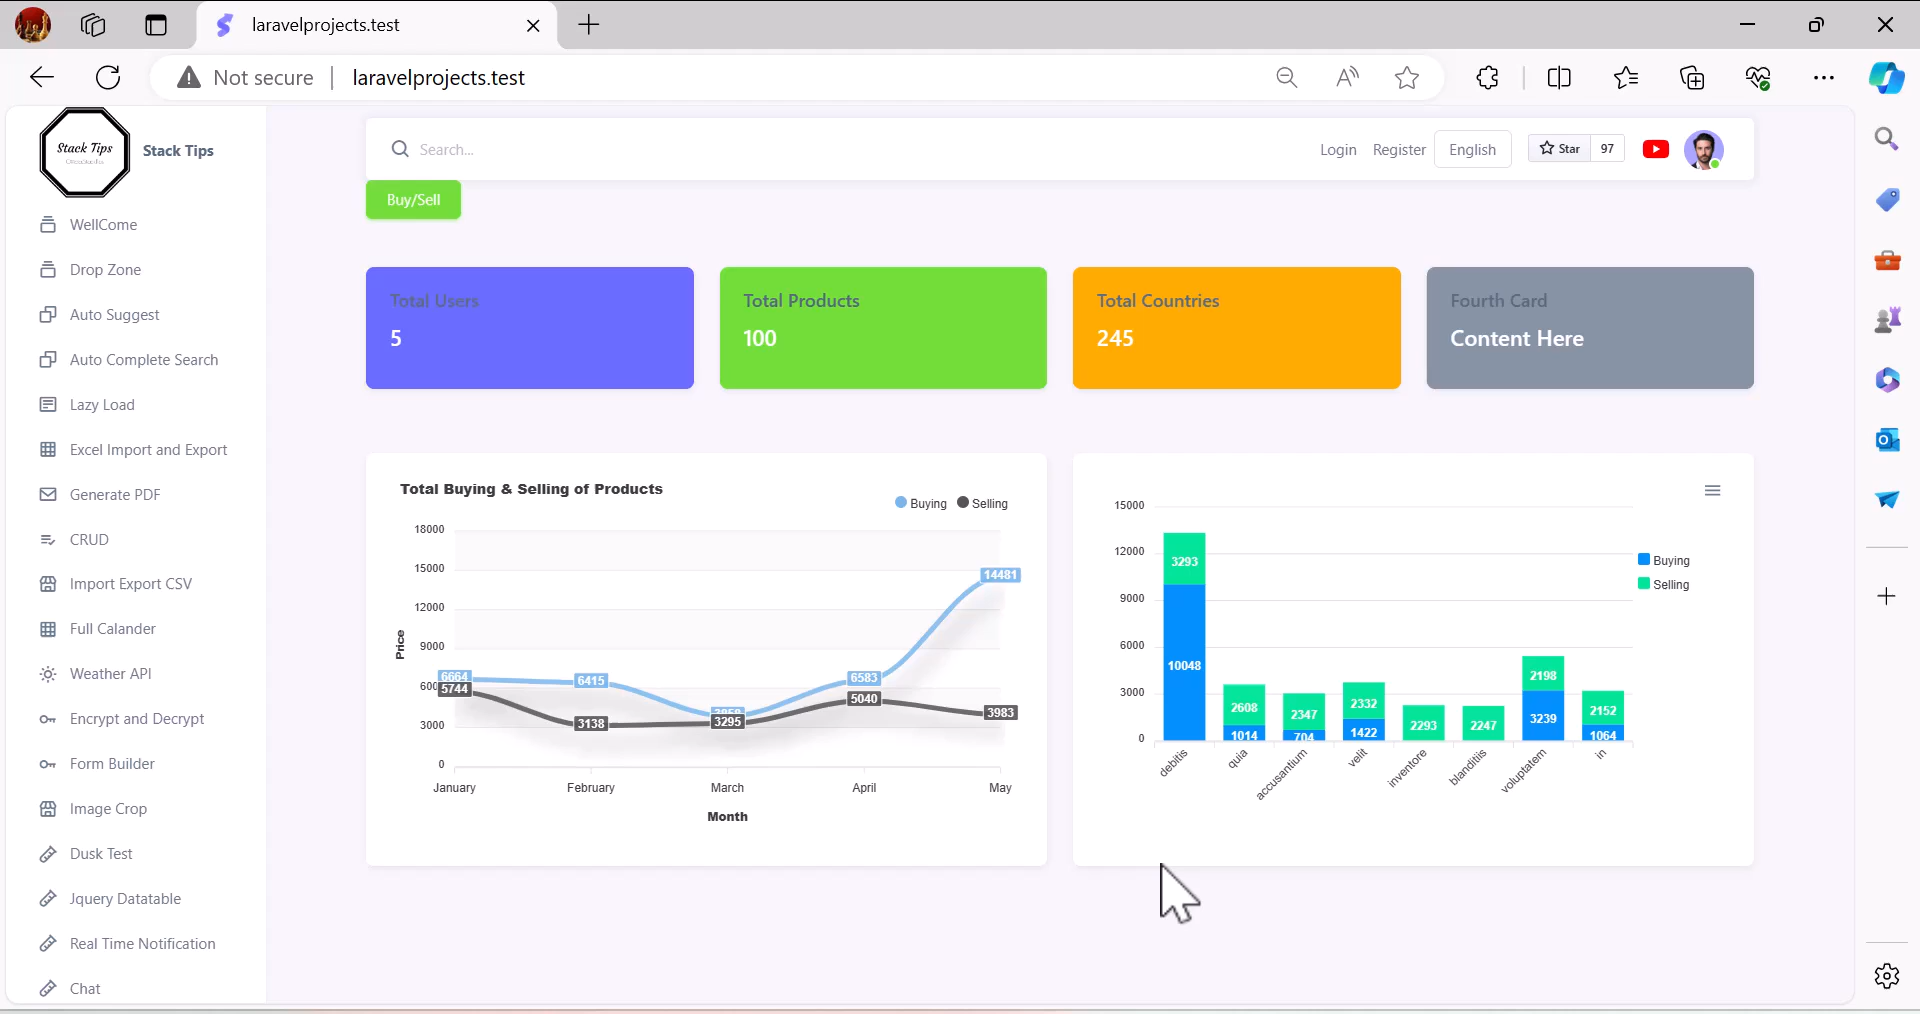 laravelprojects.test
Not secure
laravelprojects.test
Stack Tips
Stack Tips
Search...
Login
Register
English
Star
97
Buy/Sell
WellCome
Drop Zone
Auto Suggest
Auto Complete Search
Lazy Load
Excel Import and Export
Generate PDF
CRUD
Import Export CSV
Full Calander
Weather API
Encrypt and Decrypt
Form Builder
Image Crop
Dusk Test
Jquery Datatable
Real Time Notification
Chat
Total Users
5
Total Products
100
Total Countries
245
Fourth Card
Content Here
Total Buying & Selling of Products
Buying
Selling
18000
15000
12000
9000
3000
0
Price
6664
5744
6415
3138
3295
6583
5040
14481
3983
January
February
March
April
May
Month
15000
12000
9000
6000
3000
0
3293
10048
2608
1014
2347
704
2332
1422
2293
2247
2198
3239
2152
1064
debitis
quia
accusantium
velit
inventore
blanditiis
voluptatem
in
Buying
Selling